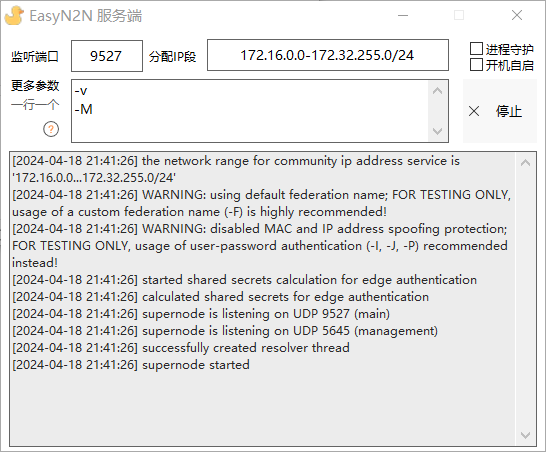 EasyN2N 服务端
监听端口 9527 分配IP段 172.16.0.0-172.32.255.0/24 进程守护
开机自启
更多参数
一行一个
?
-v
-M
停止
[2024-04-18 21:41:26] the network range for community ip address service is
'172.16.0.0...172.32.255.0/24'
[2024-04-18 21:41:26] WARNING: using default federation name; FOR TESTING ONLY,
usage of a custom federation name (-F) is highly recommended!
[2024-04-18 21:41:26] WARNING: disabled MAC and IP address spoofing protection;
FOR TESTING ONLY, usage of user-password authentication (-I, -J, -P) recommended
instead!
[2024-04-18 21:41:26] started shared secrets calculation for edge authentication
[2024-04-18 21:41:26] calculated shared secrets for edge authentication
[2024-04-18 21:41:26] supernode is listening on UDP 9527 (main)
[2024-04-18 21:41:26] supernode is listening on UDP 5645 (management)
[2024-04-18 21:41:26] successfully created resolver thread
[2024-04-18 21:41:26] supernode started